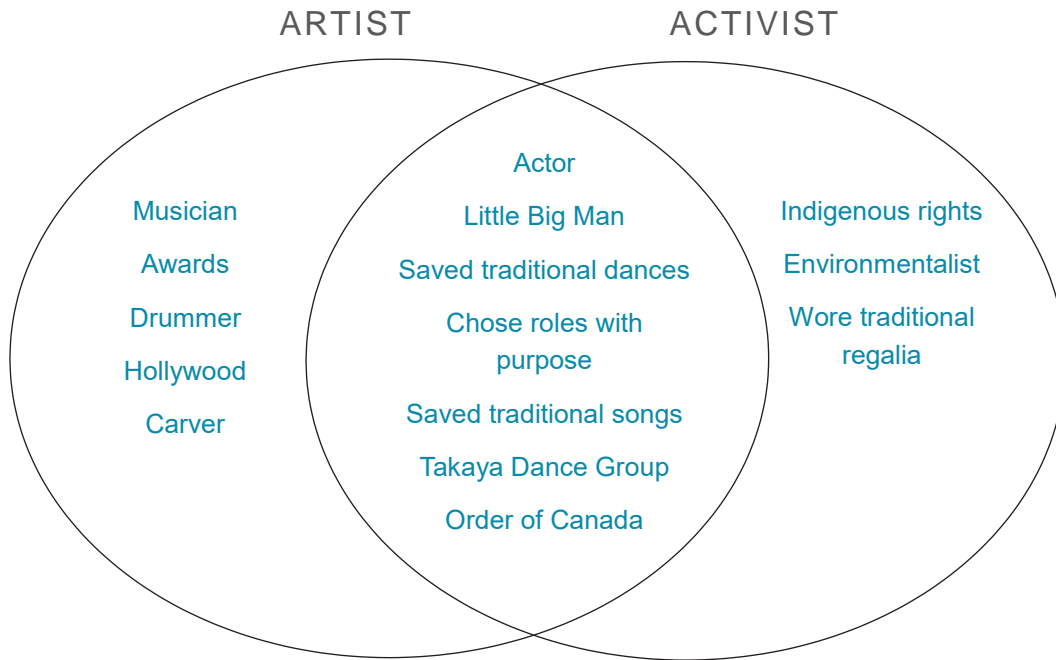 ARTIST
ACTIVIST
Musician
Awards
Drummer
Hollywood
Carver
Actor
Little Big Man
Saved traditional dances
Chose roles with
purpose
Saved traditional songs
Takaya Dance Group
Order of Canada
Indigenous rights
Environmentalist
Wore traditional
regalia